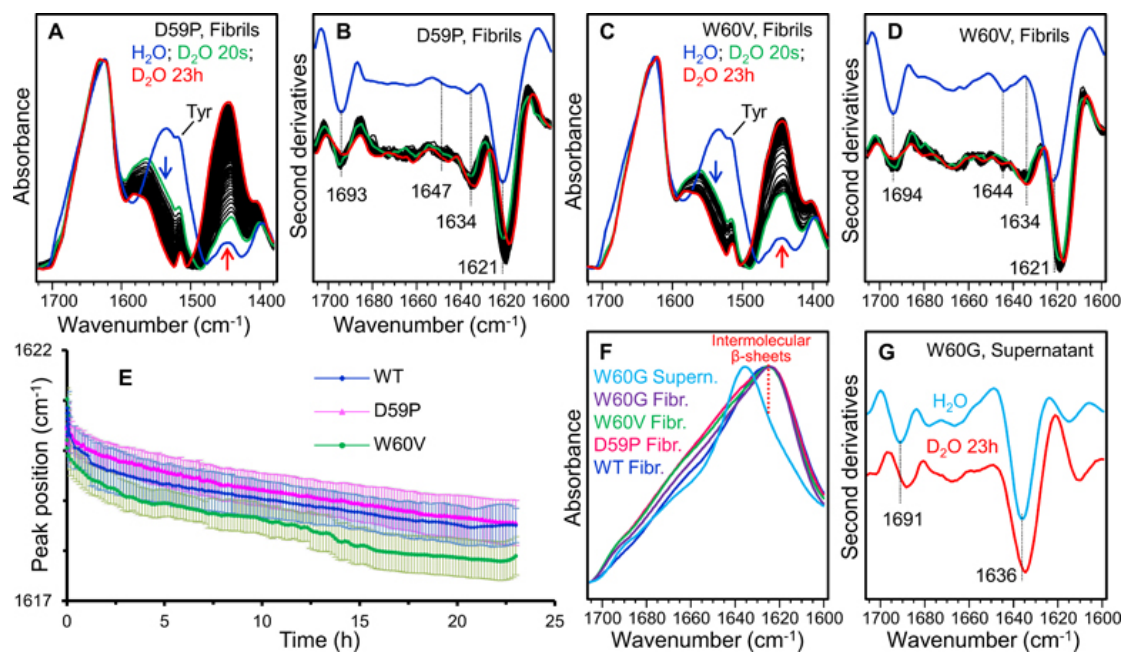 A
D59P, Fibrils
H₂O; D₂O 20s;
D₂O 23h
Tyr
Absorbance
1700 1600 1500 1400
Wavenumber (cm⁻¹)
B
D59P, Fibrils
Second derivatives
1693
1647
1634
1621
1700 1680 1660 1640 1620 1600
C
W60V, Fibrils
H₂O; D₂O 20s;
D₂O 23h
Tyr
Absorbance
1700 1600 1500 1400
Wavenumber (cm⁻¹)
D
W60V, Fibrils
Second derivatives
1694
1644
1634
1621
1700 1680 1660 1640 1620 1600
E
WT
D59P
W60V
Peak position (cm⁻¹)
1622
1617
0 5 10 15 20 25
Time (h)
F
Intermolecular
β-sheets
W60G Supern.
W60G Fibr.
W60V Fibr.
D59P Fibr.
WT Fibr.
Absorbance
1700 1680 1660 1640 1620 1600
Wavenumber (cm⁻¹)
G
W60G, Supernatant
H₂O
D₂O 23h
Second derivatives
1691
1636
1700 1680 1660 1640 1620 1600
Wavenumber (cm⁻¹)